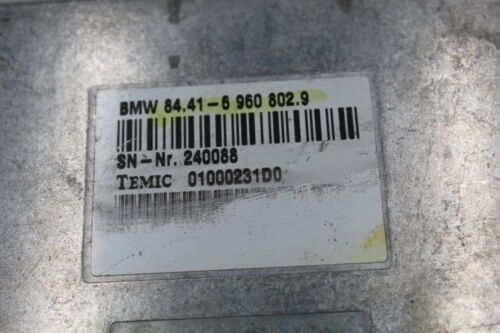 BMW 84.41-6 960 802.9
SN-Nr. 240088
TEMIC 01000231D0